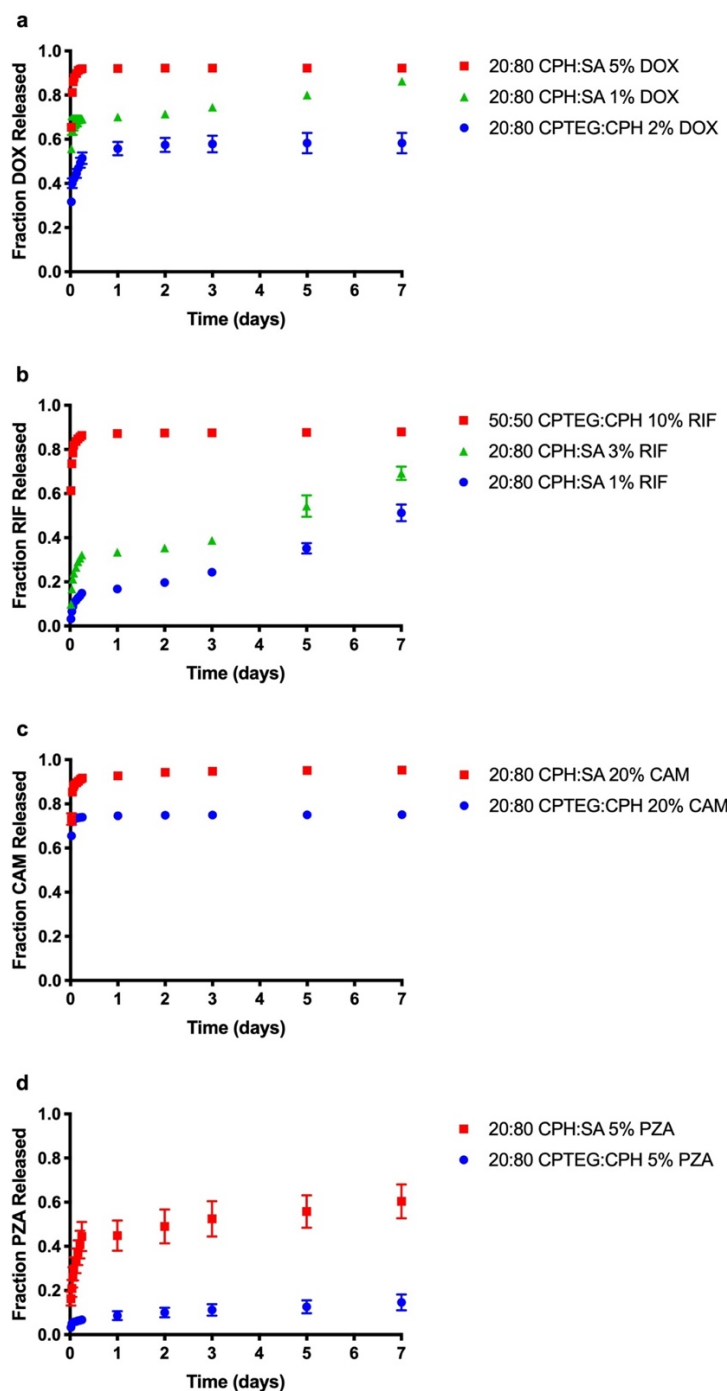 a
1.0
0.8
0.6
0.4
0.2
0.0
Fraction DOX Released
0 1 2 3 4 5 6 7
Time (days)
20:80 CPH:SA 5% DOX
20:80 CPH:SA 1% DOX
20:80 CPTEG:CPH 2% DOX
b
1.0
0.8
0.6
0.4
0.2
0.0
Fraction RIF Released
0 1 2 3 4 5 6 7
Time (days)
50:50 CPTEG:CPH 10% RIF
20:80 CPH:SA 3% RIF
20:80 CPH:SA 1% RIF
c
1.0
0.8
0.6
0.4
0.2
0.0
Fraction CAM Released
0 1 2 3 4 5 6 7
Time (days)
20:80 CPH:SA 20% CAM
20:80 CPTEG:CPH 20% CAM
d
1.0
0.8
0.6
0.4
0.2
0.0
Fraction PZA Released
0 1 2 3 4 5 6 7
Time (days)
20:80 CPH:SA 5% PZA
20:80 CPTEG:CPH 5% PZA